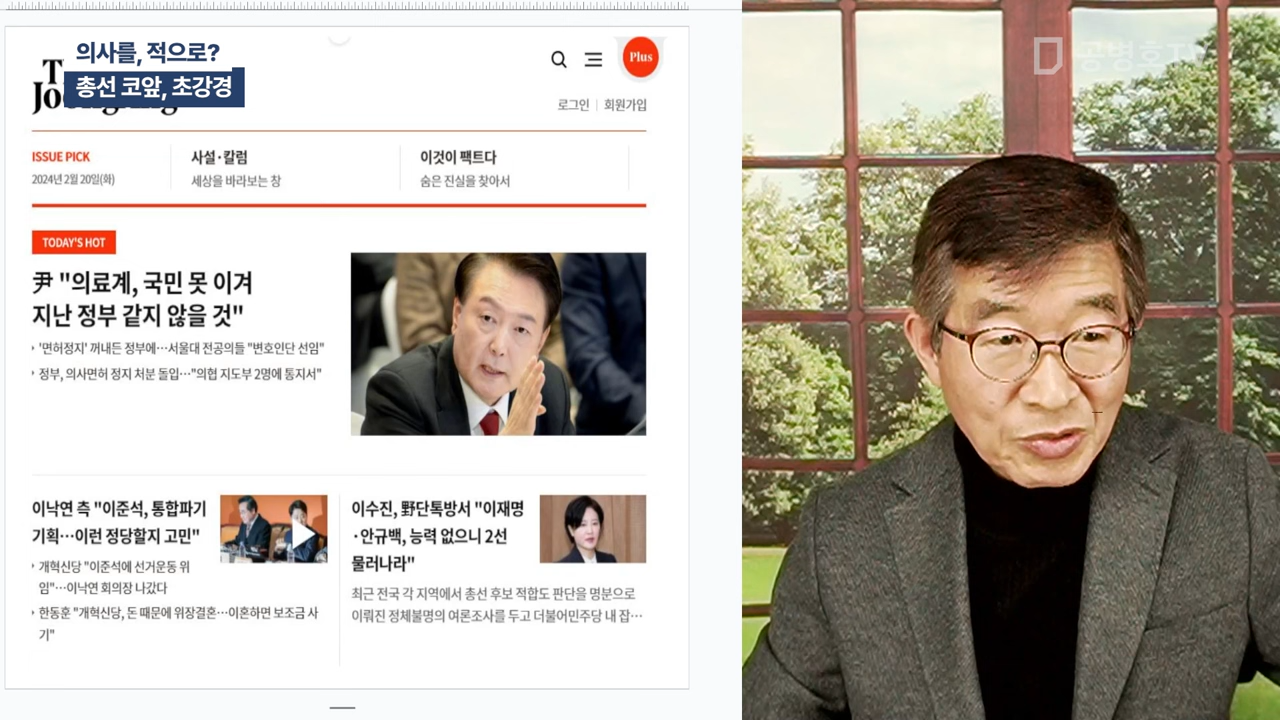 의사를, 적으로?
총선 코앞, 초강경
T
Jo
Plus
로그인 | 회원가입
ISSUE PICK
2024년 2월 20일(화)
사설·칼럼
세상을 바라보는 창
이것이 팩트다
숨은 진실을 찾아서
TODAY'S HOT
尹 "의료계, 국민 못 이겨
지난 정부 같지 않을 것"
'면허정지' 꺼내든 정부에…서울대 전공의들 "변호인단 선임"
정부, 의사면허 정지 처분 돌입…"의협 지도부 2명에 통지서"
이낙연 측 "이준석, 통합파기
기획…이런 정당할지 고민"
개혁신당 "이준석에 선거운동 위
임"…이낙연 회의장 나갔다
한동훈 "개혁신당, 돈 때문에 위장결혼…이혼하면 보조금 사
기"
이수진, 野단톡방서 "이재명
·안규백, 능력 없으니 2선
물러나라"
최근 전국 각 지역에서 총선 후보 적합도 판단을 명분으로
이뤄진 정체불명의 여론조사를 두고 더불어민주당 내 잡…
공병호TV